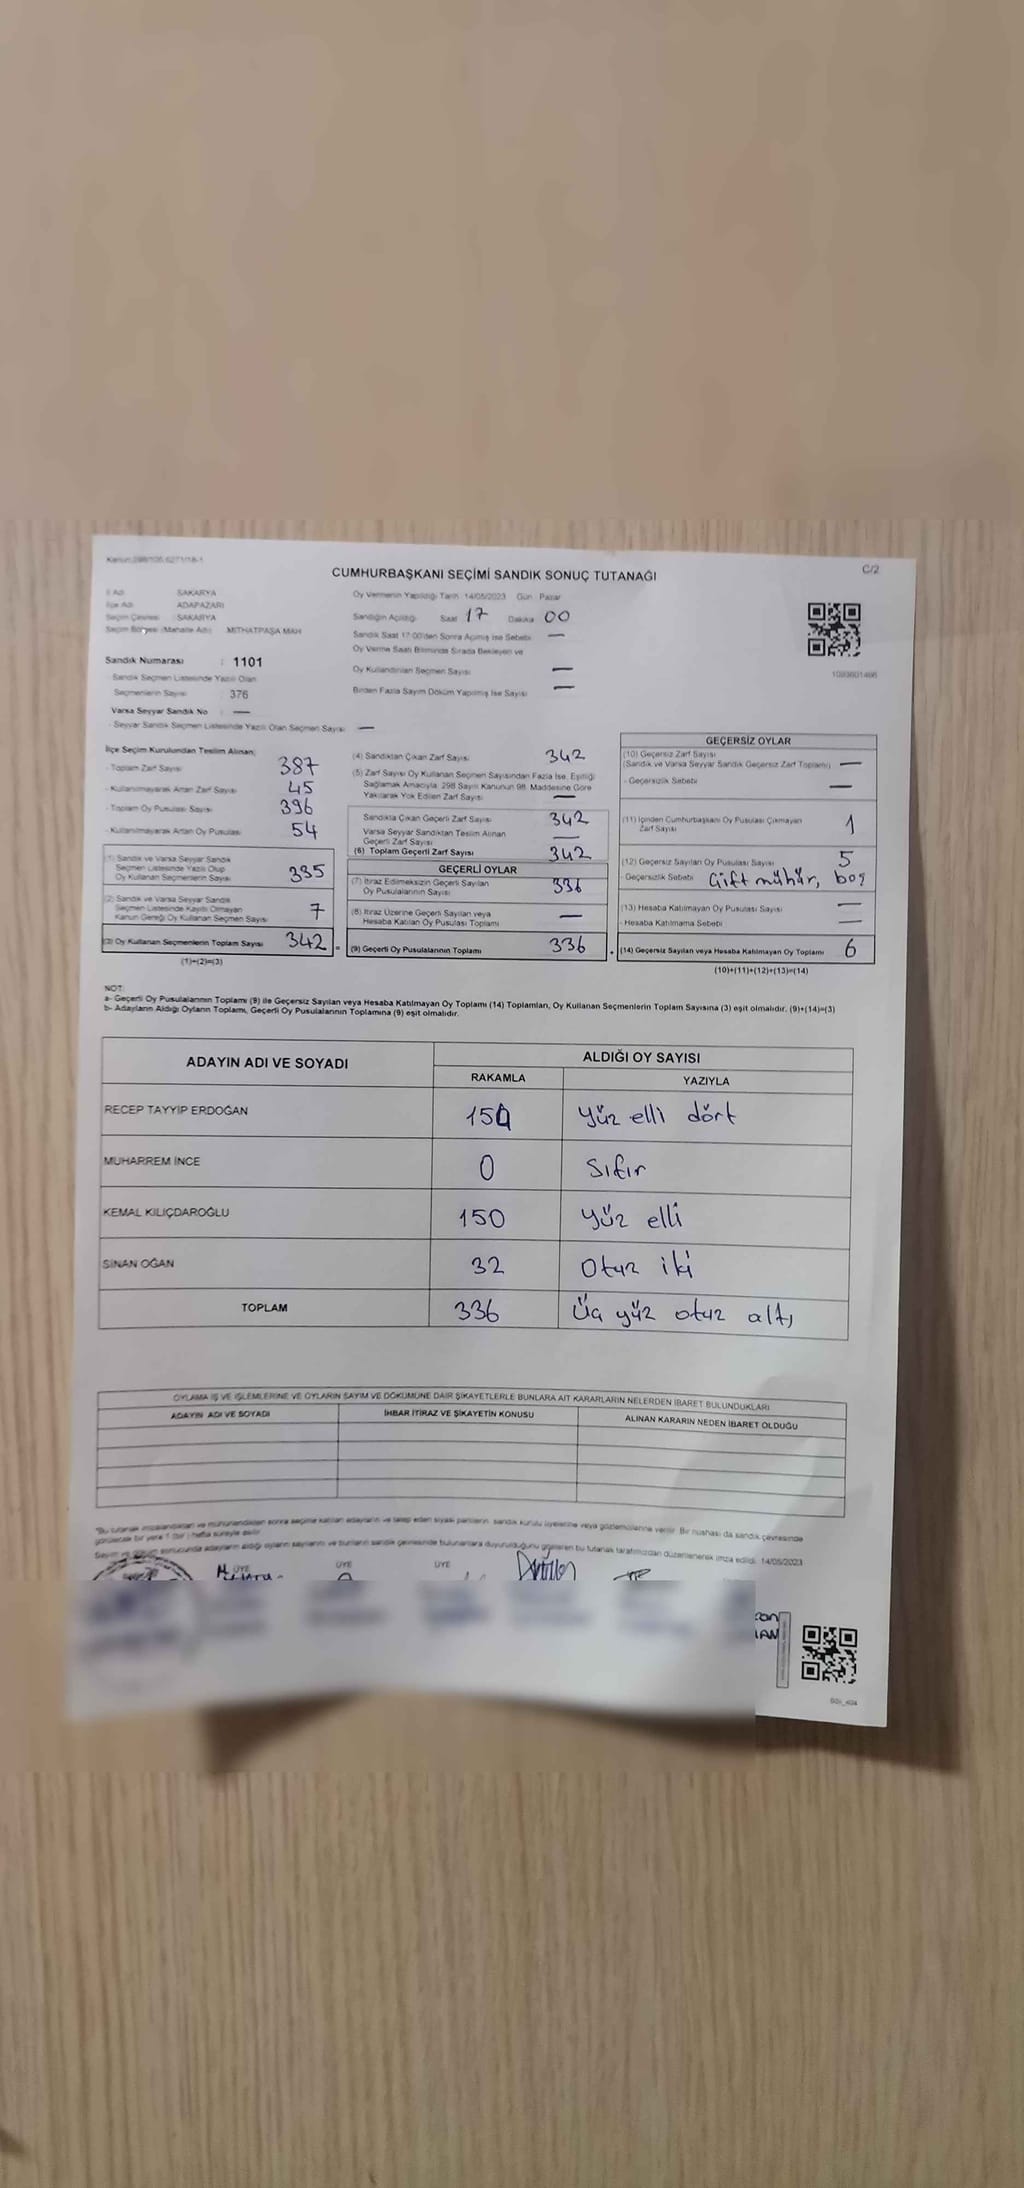 C/2
CUMHURBAŞKANI SEÇİMİ SANDIK SONUÇ TUTANAĞI
İl Adı : SAKARYA
İlçe Adı : ADAPAZARI
Seçim Çevresi : SAKARYA
Seçim Bölgesi (Mahalle Adı) : MİTHATPAŞA MAH
Sandık Numarası : 1101
Sandık Seçmen Listesinde Yazılı Olan
Seçmenlerin Sayısı : 376
Varsa Seyyar Sandık No : —
- Seyyar Sandık Seçmen Listesinde Yazılı Olan Seçmen Sayısı : —
Oy Vermenin Yapıldığı Tarih 14/05/2023 Gün Pazar
Sandığın Açıldığı Saat 17 Dakika 00
Sandık Saat 17:00'den Sonra Açılmış İse Sebebi —
Oy Verme Saati Bitiminde Sırada Bekleyen ve
Oy Kullandırılan Seçmen Sayısı —
Birden Fazla Sayım Döküm Yapılmış İse Sayısı —
1093601466
İlçe Seçim Kurulundan Teslim Alınan;
- Toplam Zarf Sayısı 387
- Kullanılmayarak Artan Zarf Sayısı 45
- Toplam Oy Pusulası Sayısı 396
- Kullanılmayarak Artan Oy Pusulası 54
(1) Sandık ve Varsa Seyyar Sandık
Seçmen Listesinde Yazılı Olup
Oy Kullanan Seçmenlerin Sayısı 335
(2) Sandık ve Varsa Seyyar Sandık
Seçmen Listesinde Kayıtlı Olmayan
Kanun Gereği Oy Kullanan Seçmen Sayısı 7
(3) Oy Kullanan Seçmenlerin Toplam Sayısı 342 =
(1)+(2)=(3)
(4) Sandıktan Çıkan Zarf Sayısı 342
(5) Zarf Sayısı Oy Kullanan Seçmen Sayısından Fazla İse, Eşitliği
Sağlamak Amacıyla, 298 Sayılı Kanunun 98. Maddesine Göre
Yakılarak Yok Edilen Zarf Sayısı —
Sandıkta Çıkan Geçerli Zarf Sayısı 342
Varsa Seyyar Sandıktan Teslim Alınan
Geçerli Zarf Sayısı —
(6) Toplam Geçerli Zarf Sayısı 342
GEÇERLİ OYLAR
(7) İtiraz Edilmeksizin Geçerli Sayılan
Oy Pusulalarının Sayısı 336
(8) İtiraz Üzerine Geçerli Sayılan veya
Hesaba Katılan Oy Pusulası Toplamı —
(9) Geçerli Oy Pusulalarının Toplamı 336 +
GEÇERSİZ OYLAR
(10) Geçersiz Zarf Sayısı
(Sandık ve Varsa Seyyar Sandık Geçersiz Zarf Toplamı) —
- Geçersizlik Sebebi —
(11) İçinden Cumhurbaşkanı Oy Pusulası Çıkmayan
Zarf Sayısı 1
(12) Geçersiz Sayılan Oy Pusulası Sayısı 5
- Geçersizlik Sebebi Çift mühür, boş
(13) Hesaba Katılmayan Oy Pusulası Sayısı —
- Hesaba Katılmama Sebebi —
(14) Geçersiz Sayılan veya Hesaba Katılmayan Oy Toplamı 6
(10)+(11)+(12)+(13)=(14)
NOT:
a- Geçerli Oy Pusulalarının Toplamı (9) ile Geçersiz Sayılan veya Hesaba Katılmayan Oy Toplamı (14) Toplamları, Oy Kullanan Seçmenlerin Toplam Sayısına (3) eşit olmalıdır. (9)+(14)=(3)
b- Adayların Aldığı Oyların Toplamı, Geçerli Oy Pusulalarının Toplamına (9) eşit olmalıdır.
ADAYIN ADI VE SOYADI ALDIĞI OY SAYISI
RAKAMLA YAZIYLA
RECEP TAYYİP ERDOĞAN 154 Yüz elli dört
MUHARREM İNCE 0 Sıfır
KEMAL KILIÇDAROĞLU 150 Yüz elli
SİNAN OĞAN 32 Otuz iki
TOPLAM 336 Üç yüz otuz altı
OYLAMA İŞ VE İŞLEMLERİNE VE OYLARIN SAYIM VE DÖKÜMÜNE DAİR ŞİKAYETLERLE BUNLARA AİT KARARLARIN NELERDEN İBARET BULUNDUKLARI
ADAYIN ADI VE SOYADI İHBAR İTİRAZ VE ŞİKAYETİN KONUSU ALINAN KARARIN NEDEN İBARET OLDUĞU
*Bu tutanak imzalandıktan ve mühürlendikten sonra seçime katılan adayların ve talep eden siyasi partilerin, sandık kurulu üyelerine veya gözlemcilerine verilir. Bir nüshası da sandık çevresinde
görülecek bir yere 1 (bir) hafta süreyle asılır.
Sayım ve döküm sonucunda adayların aldığı oyların sayılarını ve bunların sandık çevresinde bulunanlara duyurulduğunu gösteren bu tutanak tarafımızdan düzenlenerek imza edildi. 14/05/2023
ÜYE ÜYE ÜYE